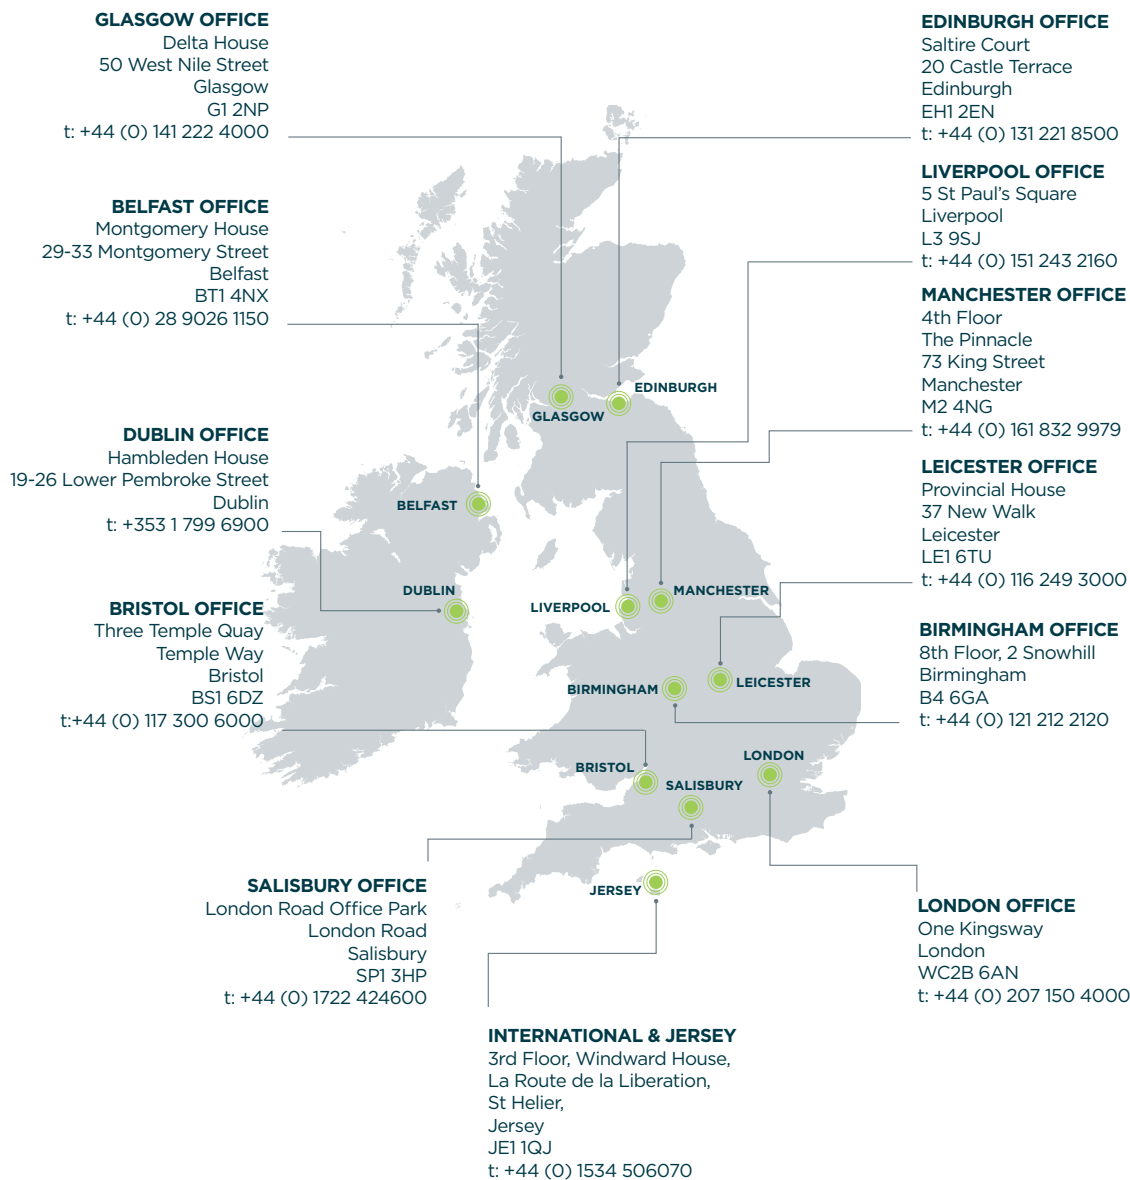 GLASGOW OFFICE
Delta House
50 West Nile Street
Glasgow
G1 2NP
t: +44 (0) 141 222 4000
BELFAST OFFICE
Montgomery House
29-33 Montgomery Street
Belfast
BT1 4NX
t: +44 (0) 28 9026 1150
DUBLIN OFFICE
Hambleden House
19-26 Lower Pembroke Street
Dublin
t: +353 1 799 6900
BRISTOL OFFICE
Three Temple Quay
Temple Way
Bristol
BS1 6DZ
t:+44 (0) 117 300 6000
EDINBURGH OFFICE
Saltire Court
20 Castle Terrace
Edinburgh
EH1 2EN
t: +44 (0) 131 221 8500
LIVERPOOL OFFICE
5 St Paul's Square
Liverpool
L3 9SJ
t: +44 (0) 151 243 2160
MANCHESTER OFFICE
4th Floor
The Pinnacle
73 King Street
Manchester
M2 4NG
t: +44 (0) 161 832 9979
LEICESTER OFFICE
Provincial House
37 New Walk
Leicester
LE1 6TU
t: +44 (0) 116 249 3000
BIRMINGHAM OFFICE
8th Floor, 2 Snowhill
Birmingham
B4 6GA
t: +44 (0) 121 212 2120
EDINBURGH
GLASGOW
BELFAST
DUBLIN
MANCHESTER
LIVERPOOL
LEICESTER
BIRMINGHAM
LONDON
BRISTOL
SALISBURY
JERSEY
SALISBURY OFFICE
London Road Office Park
London Road
Salisbury
SP1 3HP
t: +44 (0) 1722 424600
LONDON OFFICE
One Kingsway
London
WC2B 6AN
t: +44 (0) 207 150 4000
INTERNATIONAL & JERSEY
3rd Floor, Windward House,
La Route de la Liberation,
St Helier,
Jersey
JE1 1QJ
t: +44 (0) 1534 506070